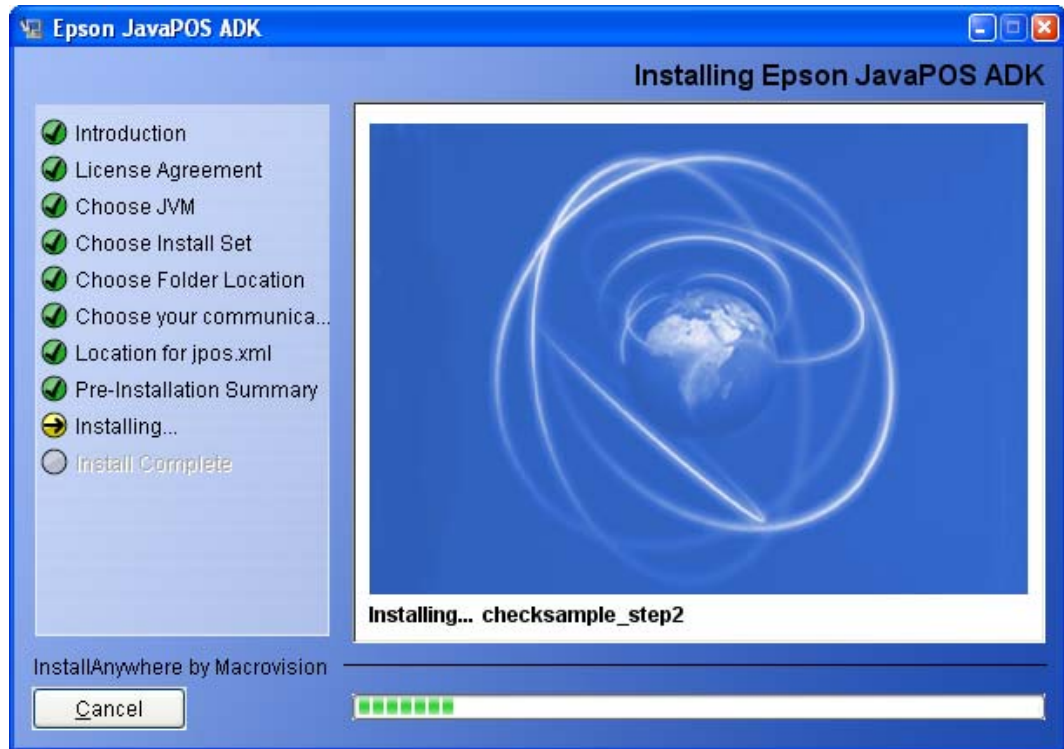 Epson JavaPOS ADK
Installing Epson JavaPOS ADK
Introduction
License Agreement
Choose JVM
Choose Install Set
Choose Folder Location
Choose your communica...
Location for jpos.xml
Pre-Installation Summary
Installing...
Install Complete
Installing... checksample_step2
InstallAnywhere by Macrovision
Cancel